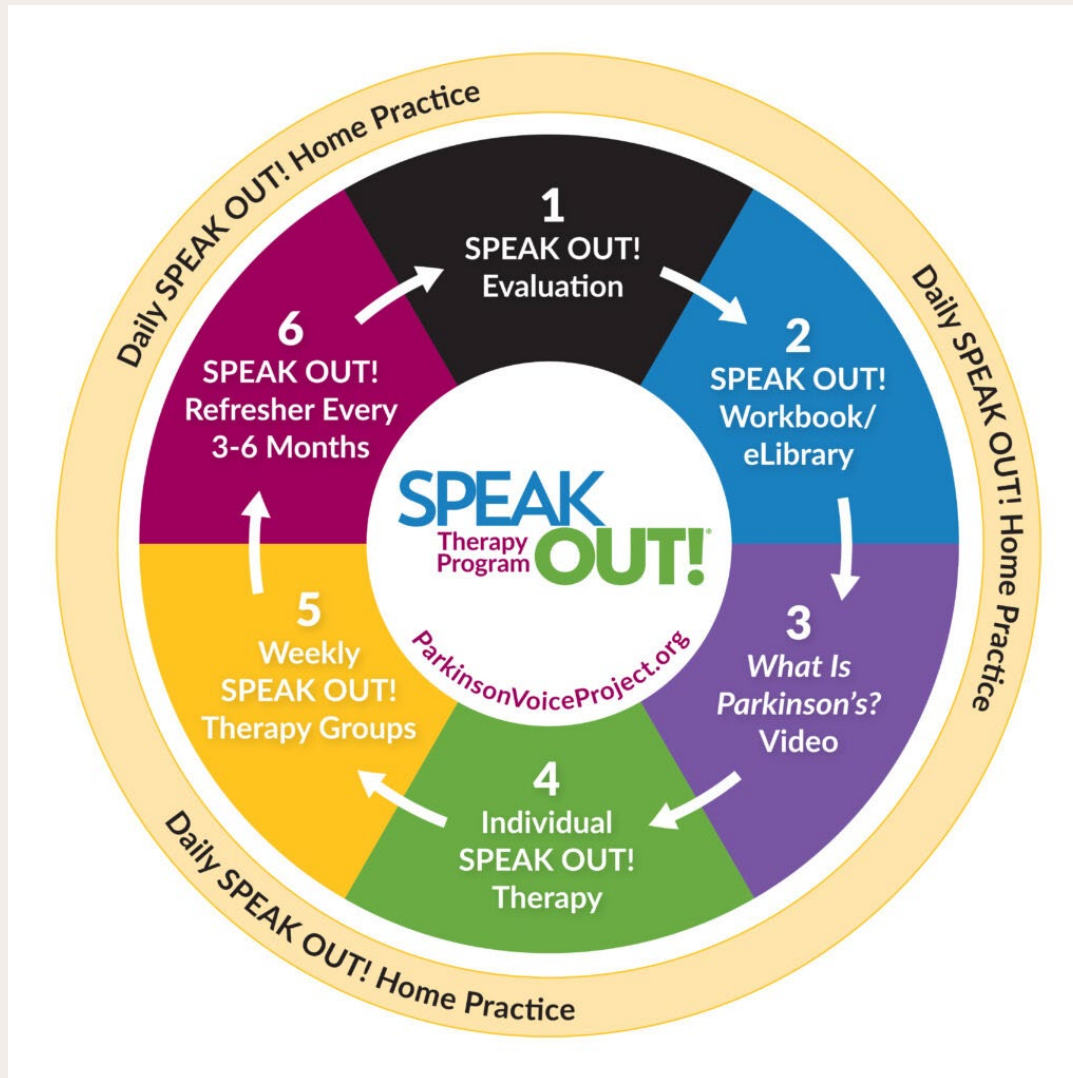 Daily SPEAK OUT! Home Practice
Daily SPEAK OUT! Home Practice
Daily SPEAK OUT! Home Practice
1
SPEAK OUT!
Evaluation
2
SPEAK OUT!
Workbook/
eLibrary
3
What Is
Parkinson's?
Video
4
Individual
SPEAK OUT!
Therapy
5
Weekly
SPEAK OUT!
Therapy Groups
6
SPEAK OUT!
Refresher Every
3-6 Months
SPEAK
Therapy
Program
OUT!®
ParkinsonVoiceProject.org